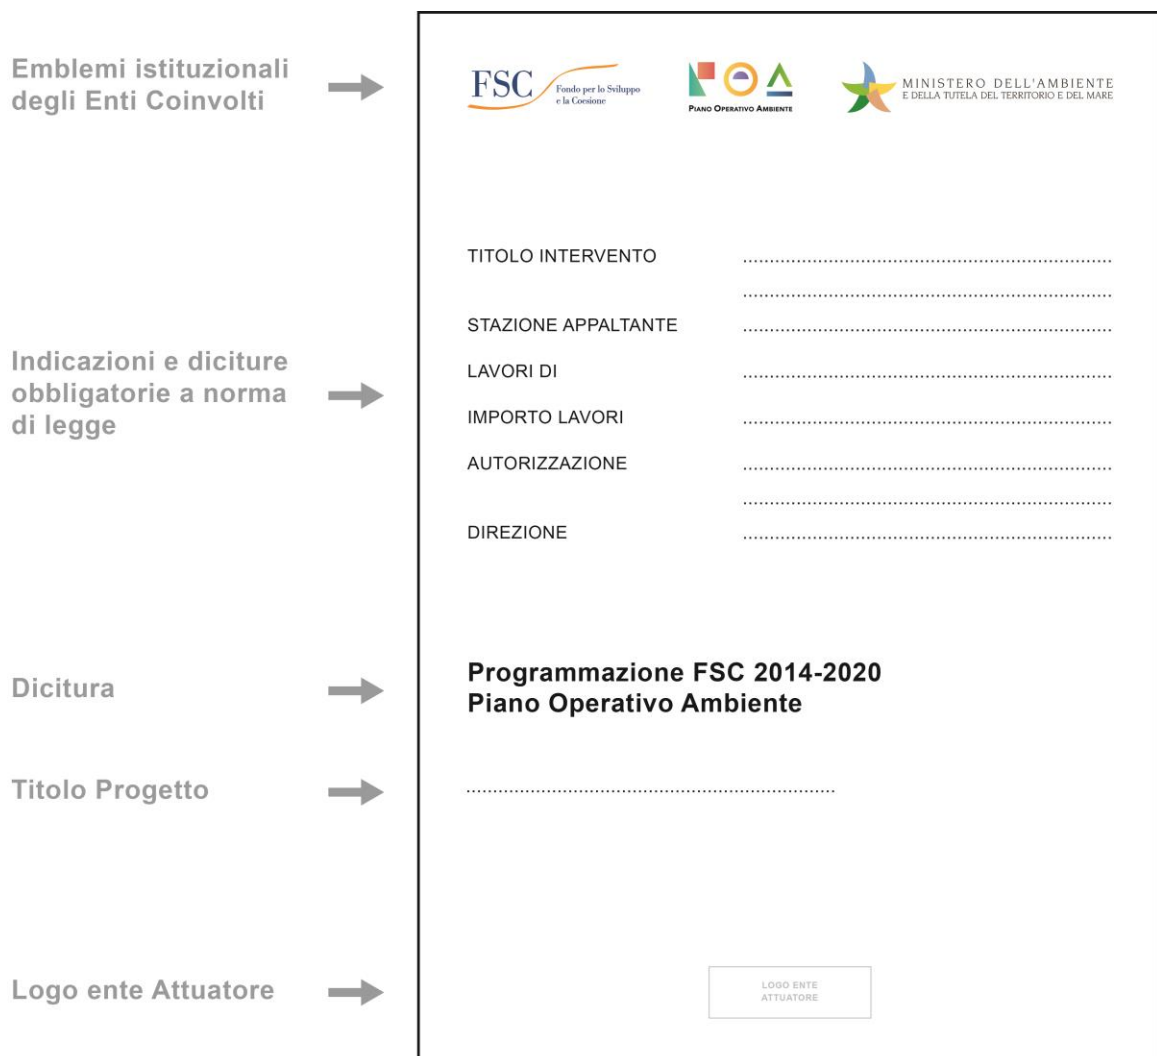 Emblemi istituzionali
degli Enti Coinvolti
FSC
Fondo per lo Sviluppo
e la Coesione
POA
PIANO OPERATIVO AMBIENTE
MINISTERO DELL'AMBIENTE
E DELLA TUTELA DEL TERRITORIO E DEL MARE
Indicazioni e diciture
obbligatorie a norma
di legge
TITOLO INTERVENTO ......................................................................
......................................................................
STAZIONE APPALTANTE ......................................................................
LAVORI DI ......................................................................
IMPORTO LAVORI ......................................................................
AUTORIZZAZIONE ......................................................................
......................................................................
DIREZIONE ......................................................................
Dicitura
Programmazione FSC 2014-2020
Piano Operativo Ambiente
Titolo Progetto
......................................................................
Logo ente Attuatore
LOGO ENTE
ATTUATORE